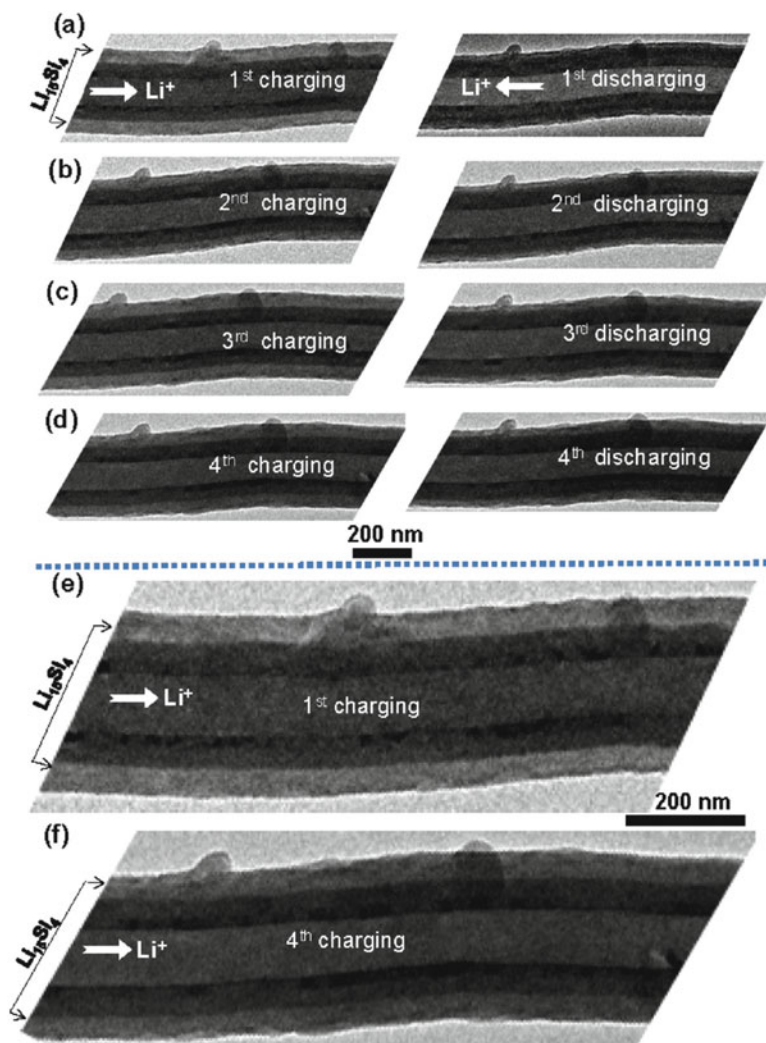 (a)
Li₁₅Si₄
Li⁺
1ˢᵗ charging
Li⁺
1ˢᵗ discharging
(b)
2ⁿᵈ charging
2ⁿᵈ discharging
(c)
3ʳᵈ charging
3ʳᵈ discharging
(d)
4ᵗʰ charging
4ᵗʰ discharging
200 nm
(e)
Li₁₅Si₄
Li⁺
1ˢᵗ charging
200 nm
(f)
Li₁₅Si₄
Li⁺
4ᵗʰ charging